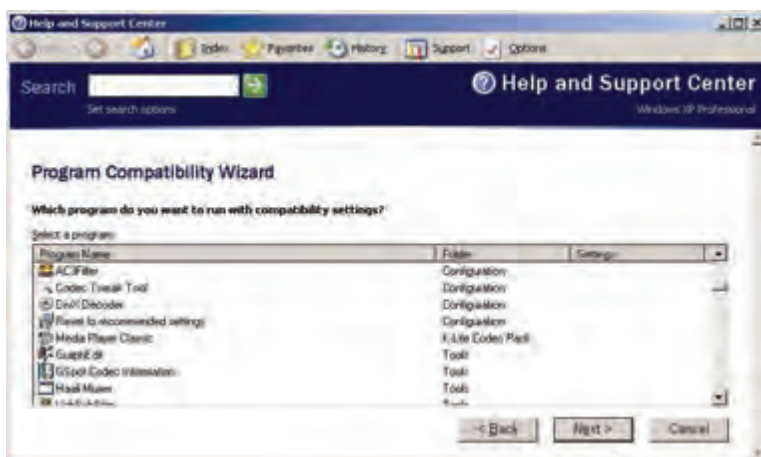 Help and Support Center
Index Favorites History Support Options
Search
Help and Support Center
Set search options
Windows XP Professional
Program Compatibility Wizard
Which program do you want to run with compatibility settings?
Select a program:
Program Name Folder Settings
AC3Filter Configuration
Codec Tweak Tool Configuration
DivX Decoder Configuration
Reset to recommended settings Configuration
Media Player Classic K-Lite Codec Pack
GraphEdit Tools
GSpot Codec Information Tools
Haali Muxer Tools
< Back Next > Cancel